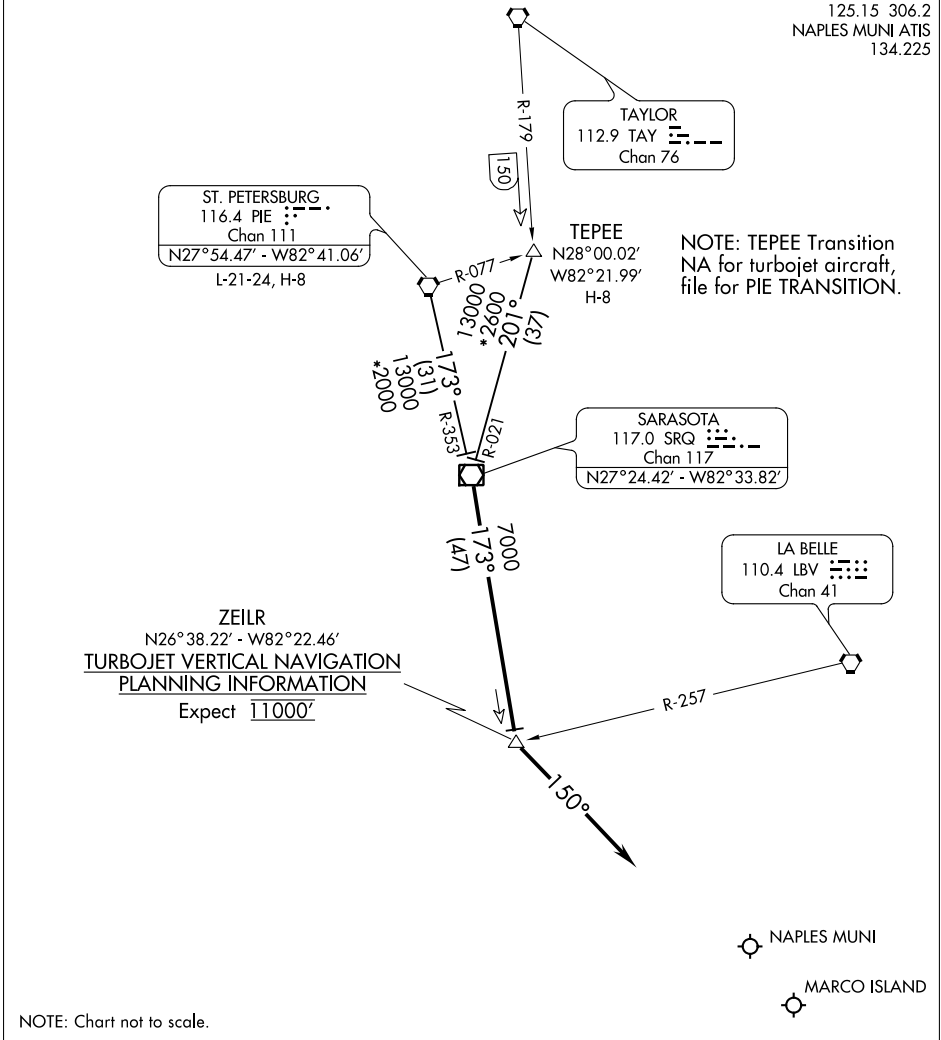 125.15 306.2
NAPLES MUNI ATIS
134.225
TAYLOR
112.9 TAY
Chan 76
R-179
150
ST. PETERSBURG
116.4 PIE
Chan 111
N27°54.47' - W82°41.06'
L-21-24, H-8
TEPEE
N28°00.02'
W82°21.99'
H-8
NOTE: TEPEE Transition
NA for turbojet aircraft,
file for PIE TRANSITION.
R-077
13000
*2600
201°
(37)
173°
(31)
13000
*2000
R-353
R-021
SARASOTA
117.0 SRQ
Chan 117
N27°24.42' - W82°33.82'
7000
173°
(47)
LA BELLE
110.4 LBV
Chan 41
ZEILR
N26°38.22' - W82°22.46'
TURBOJET VERTICAL NAVIGATION
PLANNING INFORMATION
Expect 11000'
R-257
150°
NAPLES MUNI
MARCO ISLAND
NOTE: Chart not to scale.